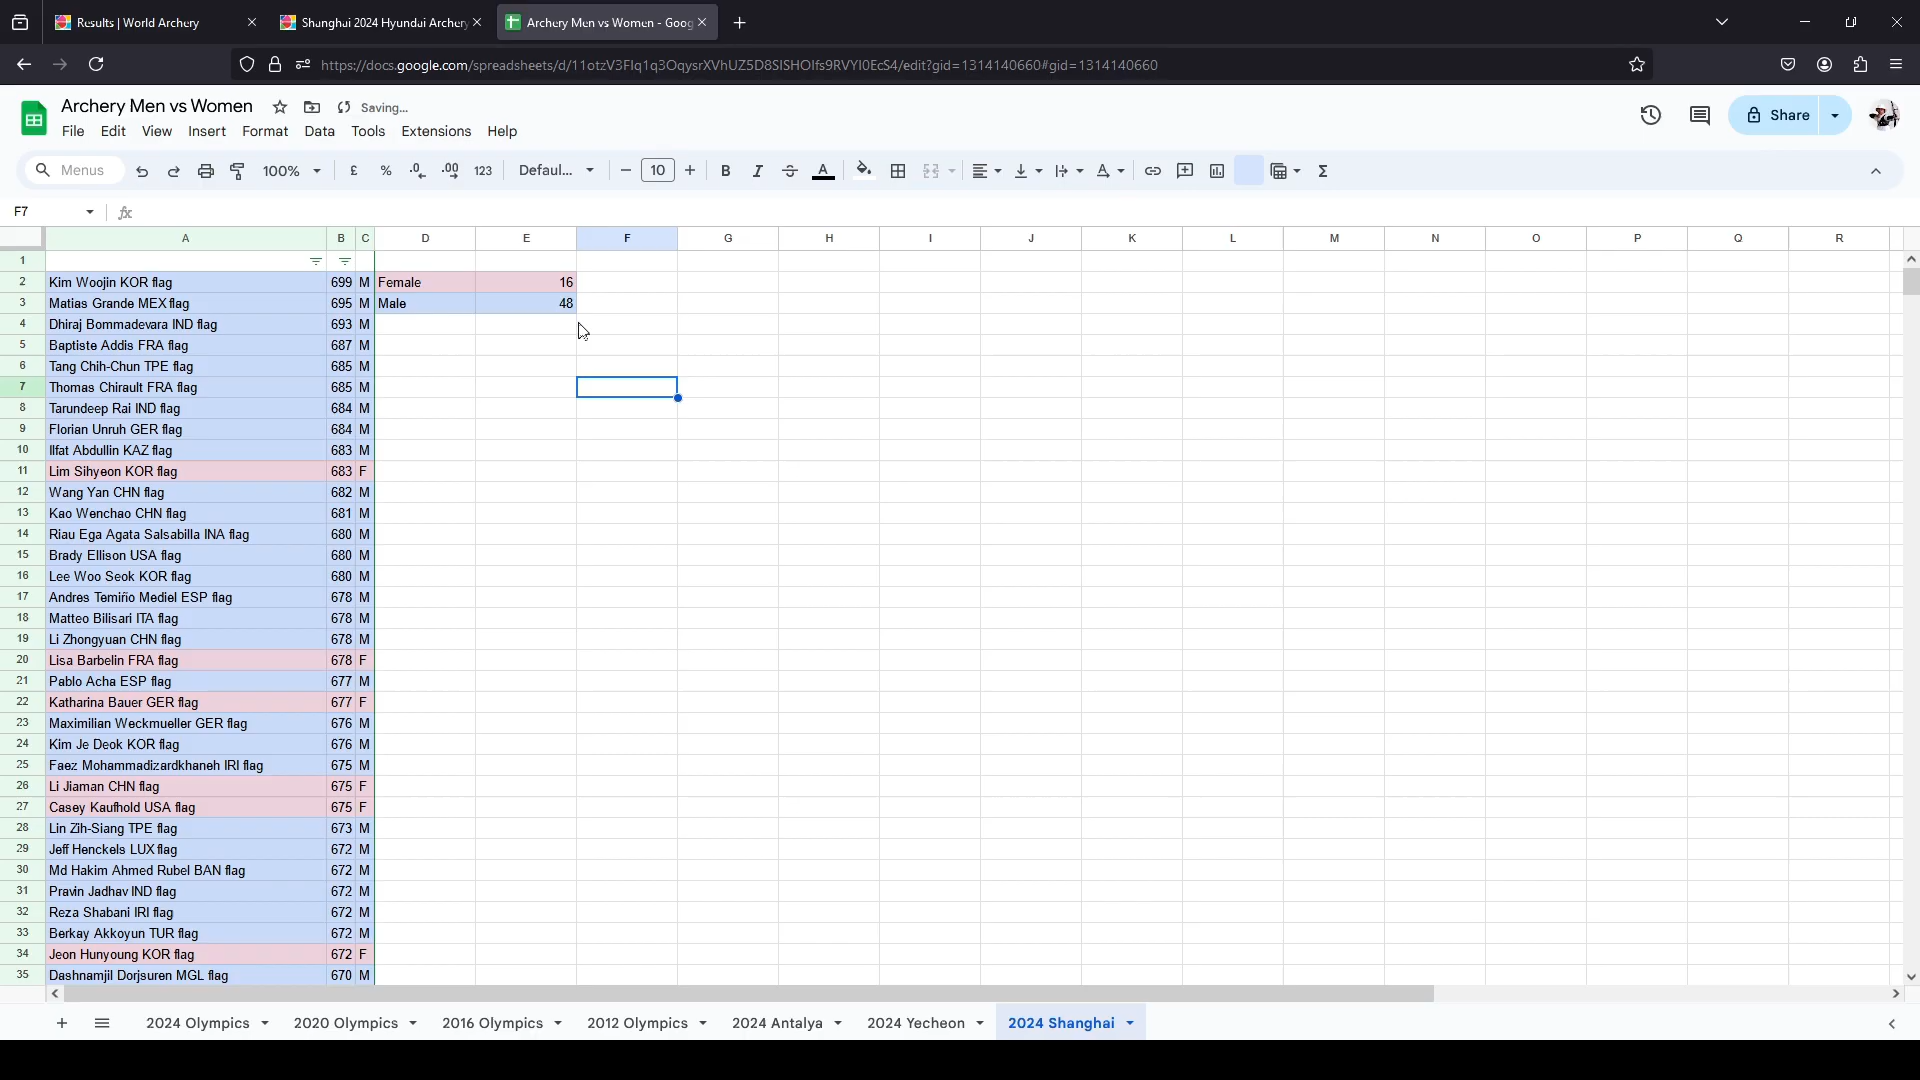 Results | World Archery
Shanghai 2024 Hyundai Archery
Archery Men vs Women - Goog
https://docs.google.com/spreadsheets/d/11otzV3FIq1q3OqysrXVhUZ5D8SISHOIfs9RVYI0EcS4/edit?gid=1314140660#gid=1314140660
Archery Men vs Women Saving...
File Edit View Insert Format Data Tools Extensions Help
Share
Menus 100% £ % .0 .00 123 Defaul... 10 B I A
F7 fx
A B C D E F G H I J K L M N O P Q R
1
2 Kim Woojin KOR flag 699 M Female 16
3 Matias Grande MEX flag 695 M Male 48
4 Dhiraj Bommadevara IND flag 693 M
5 Baptiste Addis FRA flag 687 M
6 Tang Chih-Chun TPE flag 685 M
7 Thomas Chirault FRA flag 685 M
8 Tarundeep Rai IND flag 684 M
9 Florian Unruh GER flag 684 M
10 Ilfat Abdullin KAZ flag 683 M
11 Lim Sihyeon KOR flag 683 F
12 Wang Yan CHN flag 682 M
13 Kao Wenchao CHN flag 681 M
14 Riau Ega Agata Salsabilla INA flag 680 M
15 Brady Ellison USA flag 680 M
16 Lee Woo Seok KOR flag 680 M
17 Andres Temiño Mediel ESP flag 678 M
18 Matteo Bilisari ITA flag 678 M
19 Li Zhongyuan CHN flag 678 M
20 Lisa Barbelin FRA flag 678 F
21 Pablo Acha ESP flag 677 M
22 Katharina Bauer GER flag 677 F
23 Maximilian Weckmueller GER flag 676 M
24 Kim Je Deok KOR flag 676 M
25 Faez Mohammadizardkhaneh IRI flag 675 M
26 Li Jiaman CHN flag 675 F
27 Casey Kaufhold USA flag 675 F
28 Lin Zih-Siang TPE flag 673 M
29 Jeff Henckels LUX flag 672 M
30 Md Hakim Ahmed Rubel BAN flag 672 M
31 Pravin Jadhav IND flag 672 M
32 Reza Shabani IRI flag 672 M
33 Berkay Akkoyun TUR flag 672 M
34 Jeon Hunyoung KOR flag 672 F
35 Dashnamjil Dorjsuren MGL flag 670 M
2024 Olympics 2020 Olympics 2016 Olympics 2012 Olympics 2024 Antalya 2024 Yecheon 2024 Shanghai